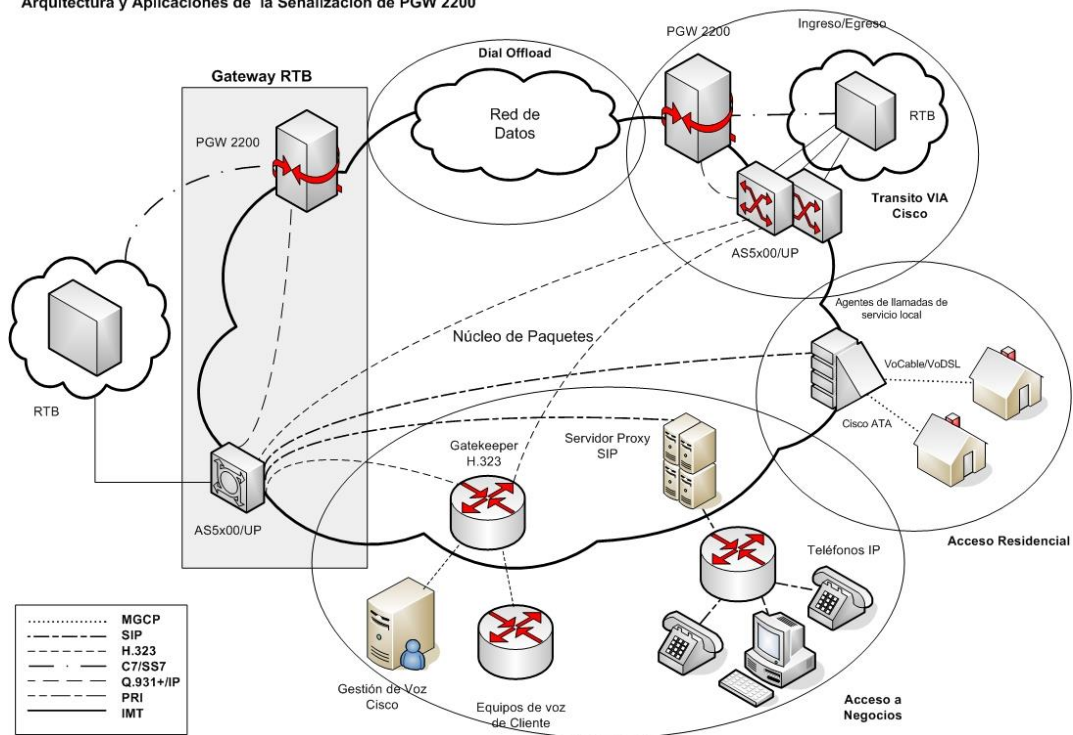 Arquitectura y Aplicaciones de la Señalización de PGW 2200
Ingreso/Egreso
PGW 2200
Dial Offload
Gateway RTB
Red de
Datos
RTB
PGW 2200
Transito VIA
Cisco
AS5x00/UP
Agentes de llamadas de
servicio local
Núcleo de Paquetes
VoCable/VoDSL
RTB
Cisco ATA
Gatekeeper
H.323
Servidor Proxy
SIP
AS5x00/UP
Acceso Residencial
Teléfonos IP
MGCP
SIP
H.323
C7/SS7
Q.931+/IP
PRI
IMT
Gestión de Voz
Cisco
Equipos de voz
de Cliente
Acceso a
Negocios